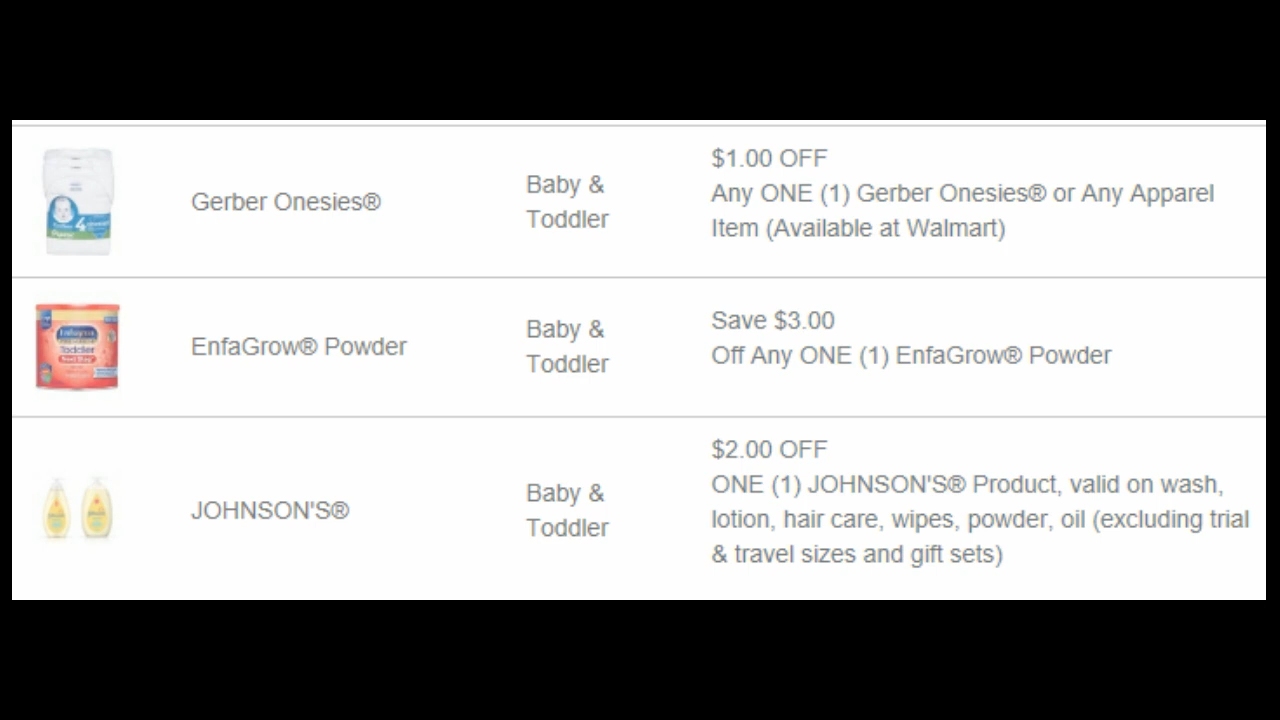 Gerber Onesies®
Baby &
Toddler
$1.00 OFF
Any ONE (1) Gerber Onesies® or Any Apparel
Item (Available at Walmart)
4
EnfaGrow® Powder
Baby &
Toddler
Save $3.00
Off Any ONE (1) EnfaGrow® Powder
Toddler
JOHNSON'S®
Baby &
Toddler
$2.00 OFF
ONE (1) JOHNSON'S® Product, valid on wash,
lotion, hair care, wipes, powder, oil (excluding trial
& travel sizes and gift sets)